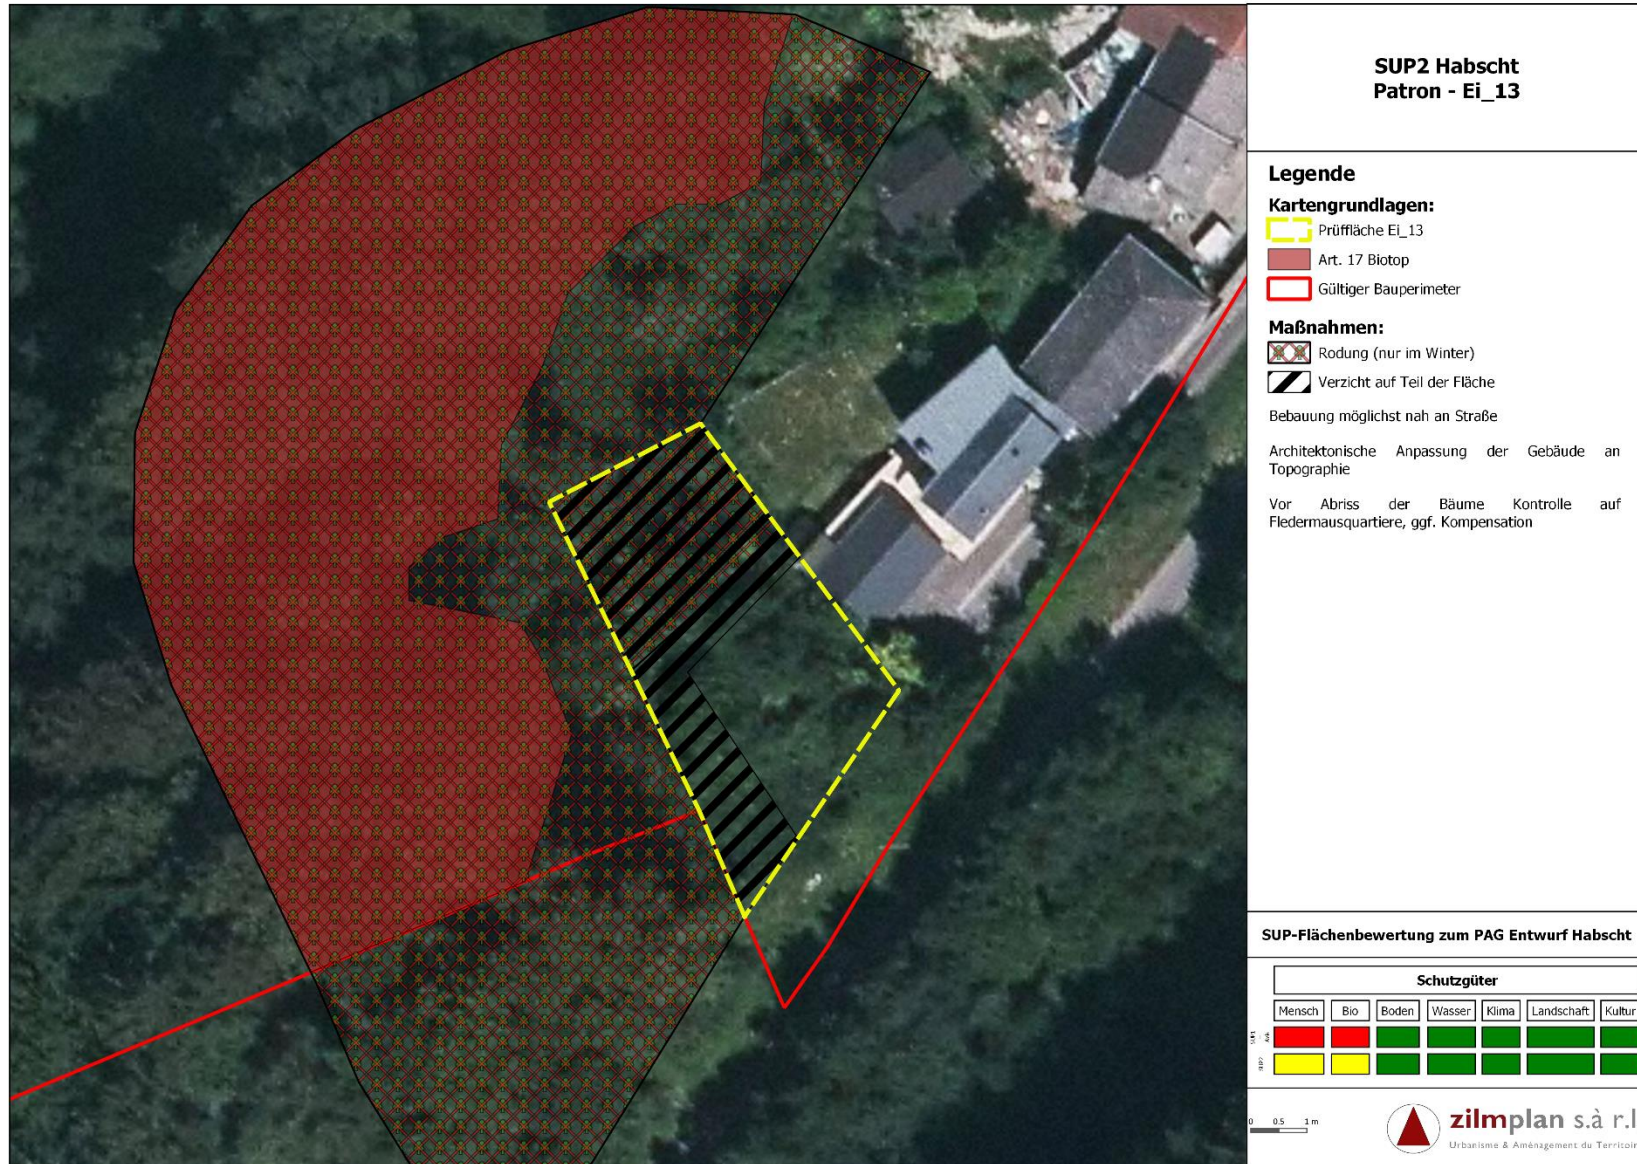 SUP2 Habscht
Patron - Ei_13
Legende
Kartengrundlagen:
Prüffläche Ei_13
Art. 17 Biotop
Gültiger Bauperimeter
Maßnahmen:
Rodung (nur im Winter)
Verzicht auf Teil der Fläche
Bebauung möglichst nah an Straße
Architektonische Anpassung der Gebäude an
Topographie
Vor Abriss der Bäume Kontrolle auf
Fledermausquartiere, ggf. Kompensation
SUP-Flächenbewertung zum PAG Entwurf Habscht
Schutzgüter
Mensch Bio Boden Wasser Klima Landschaft Kultur
0 0.5 1 m
zilmplan s.à r.l
Urbanisme & Aménagement du Territoir